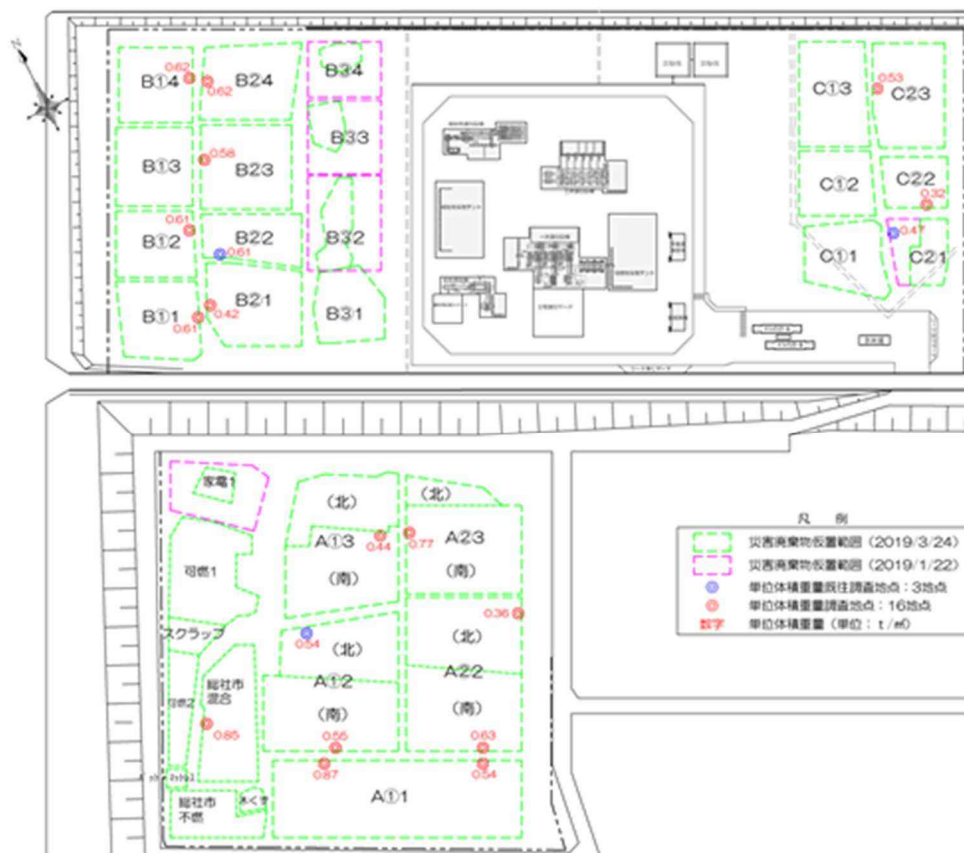 N
B①4
0.62
0.62
B24
B34
B①3
0.58
B23
B33
B①2
0.61
B22
0.61
B32
B①1
0.61
0.42
B21
B31
C①3
0.53
C23
C①2
C22
0.32
C①1
0.47
C21
家電1
可燃1
スクラップ
可燃2
総社市
混合
0.85
総社市
不燃
木くず
(北)
A①3
0.44
(南)
(北)
0.77
A23
(南)
0.36
0.54
(北)
A①2
(南)
0.55
0.87
(北)
A22
(南)
0.63
0.54
A①1
凡 例
災害廃棄物仮置範囲(2019/3/24)
災害廃棄物仮置範囲(2019/1/22)
単位体積重量既往調査地点:3地点
単位体積重量調査地点:16地点
数字 単位体積重量(単位:t/㎥)